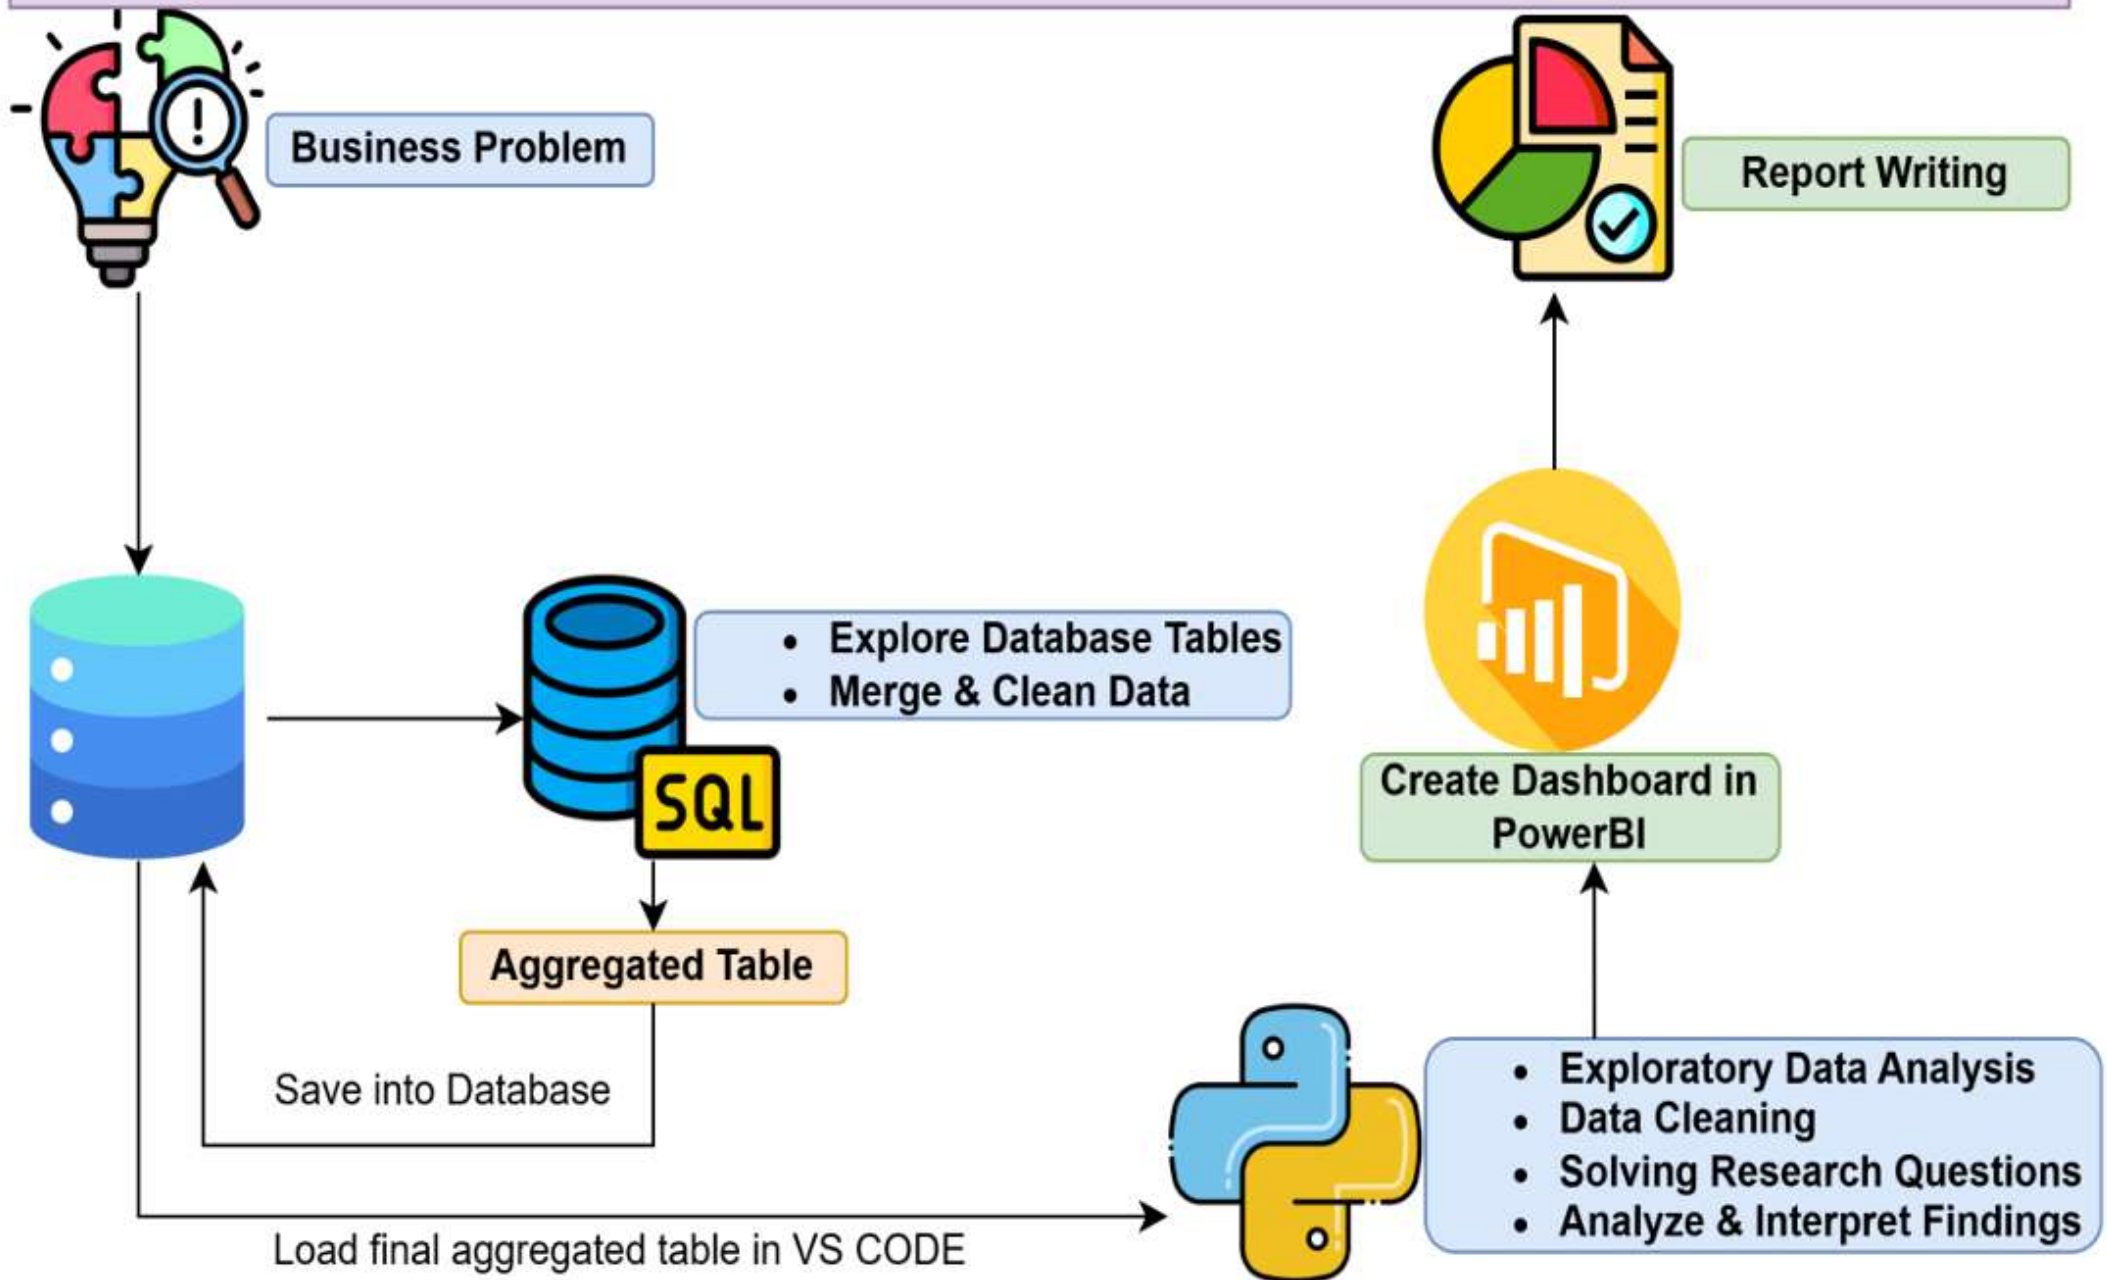 Business Problem
Report Writing
• Explore Database Tables
• Merge & Clean Data
SQL
Create Dashboard in
PowerBI
Aggregated Table
Save into Database
• Exploratory Data Analysis
• Data Cleaning
• Solving Research Questions
• Analyze & Interpret Findings
Load final aggregated table in VS CODE